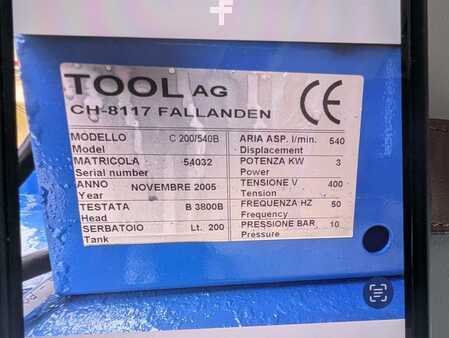 TOOL AG
CH-8117 FALLANDEN
CE
MODELLO C 200/540B
Model
MATRICOLA 54032
Serial number
ANNO NOVEMBRE 2005
Year
TESTATA B 3800B
Head
SERBATOIO Lt. 200
Tank
ARIA ASP. l/min. 540
Displacement
POTENZA KW 3
Power
TENSIONE V 400
Tension
FREQUENZA HZ 50
Frequency
PRESSIONE BAR 10
Pressure